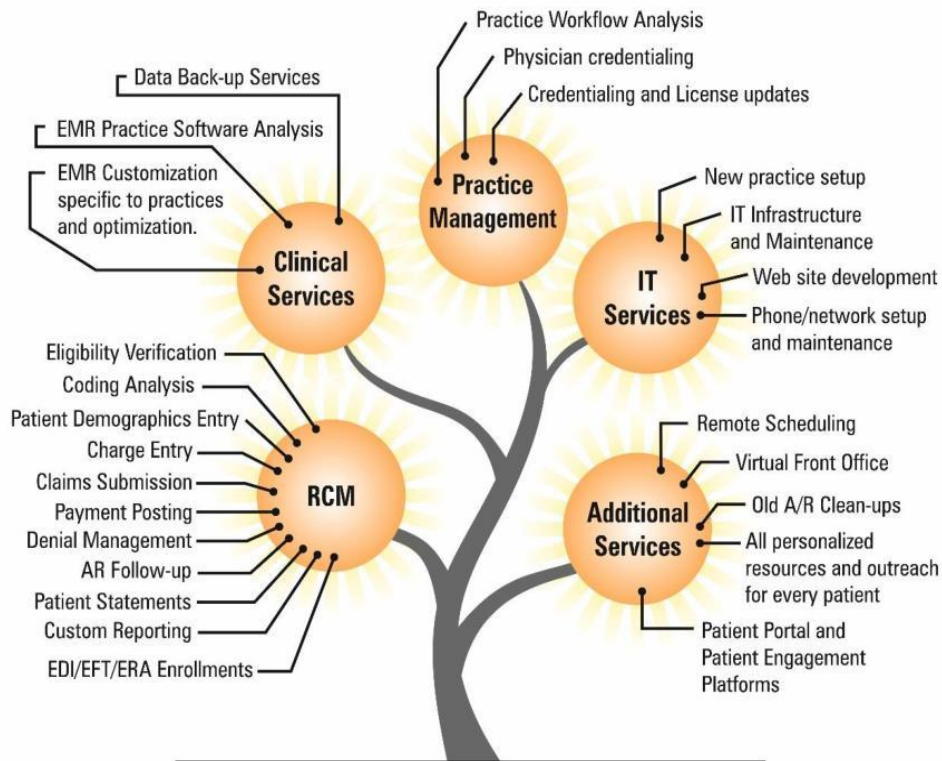 Practice Workflow Analysis
Physician credentialing
Credentialing and License updates
Practice
Management
Data Back-up Services
EMR Practice Software Analysis
EMR Customization
specific to practices
and optimization.
Clinical
Services
New practice setup
IT Infrastructure
and Maintenance
Web site development
Phone/network setup
and maintenance
IT
Services
Eligibility Verification
Coding Analysis
Patient Demographics Entry
Charge Entry
Claims Submission
Payment Posting
Denial Management
AR Follow-up
Patient Statements
Custom Reporting
EDI/EFT/ERA Enrollments
RCM
Remote Scheduling
Virtual Front Office
Old A/R Clean-ups
All personalized
resources and outreach
for every patient
Patient Portal and
Patient Engagement
Platforms
Additional
Services